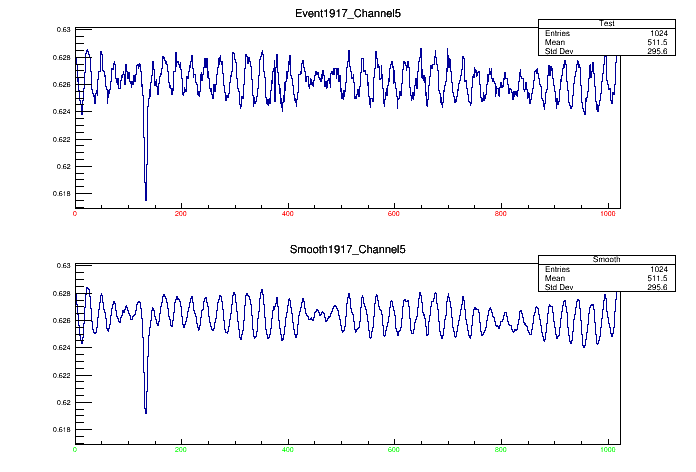 Event1917_Channel5
Test
Entries 1024
Mean 511.5
Std Dev 295.6
0.63
0.628
0.626
0.624
0.622
0.62
0.618
0 200 400 600 800 1000
Smooth1917_Channel5
Smooth
Entries 1024
Mean 511.5
Std Dev 295.6
0.63
0.628
0.626
0.624
0.622
0.62
0.618
0 200 400 600 800 1000